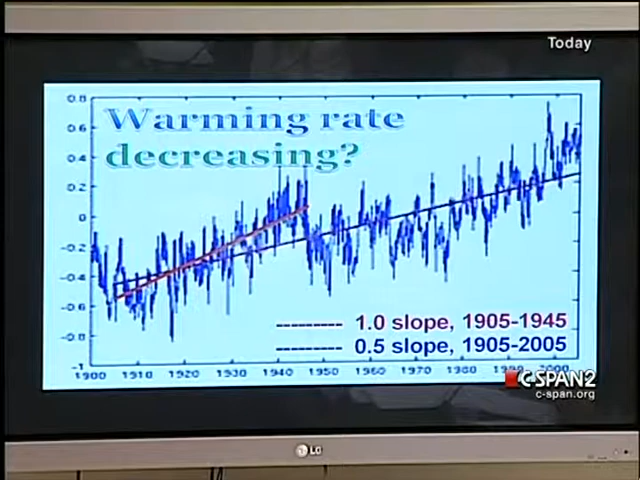 Today
0.8
Warming rate
0.6
decreasing?
0.4
0.2
0
-0.2
-0.4
-0.6
-0.8
-1
--------- 1.0 slope, 1905-1945
--------- 0.5 slope, 1905-2005
1900 1910 1920 1930 1940 1950 1960 1970 1980
C-SPAN2
c-span.org
LG